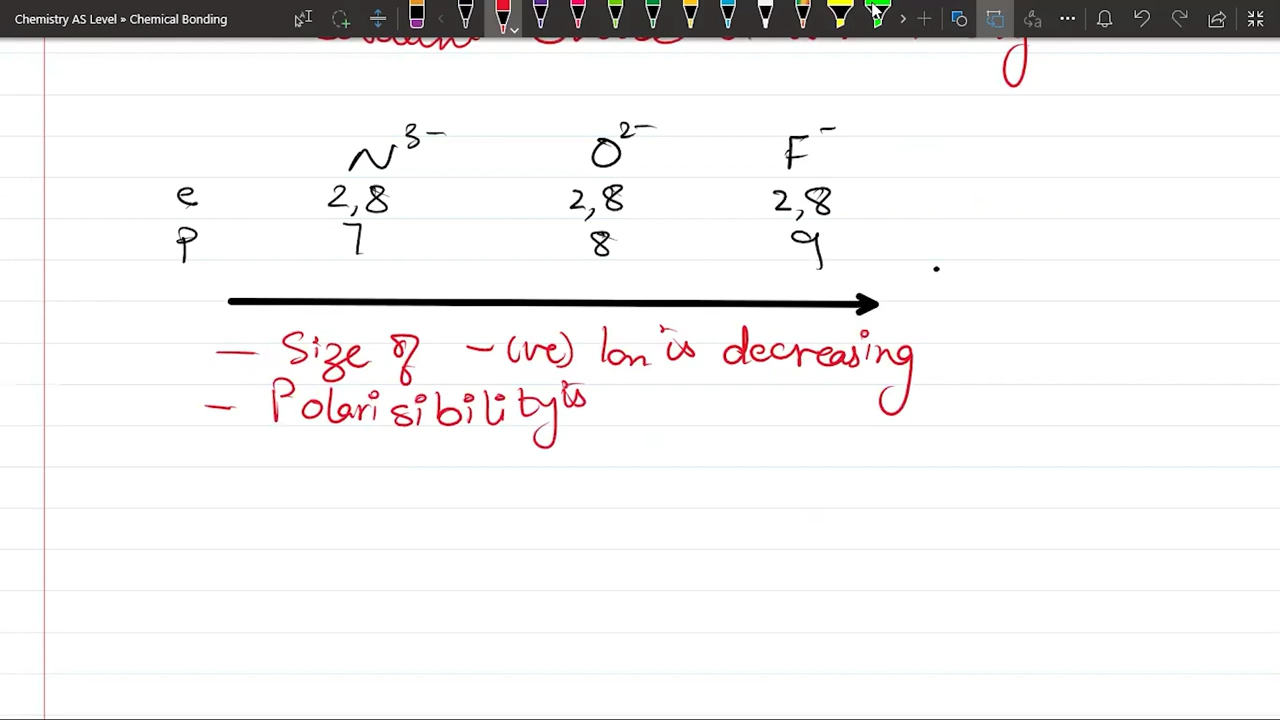 Chemistry AS Level » Chemical Bonding
N³⁻ O²⁻ F⁻
e 2,8 2,8 2,8
P 7 8 9
– Size of –(ve) Ion is decreasing
– Polarisibility is